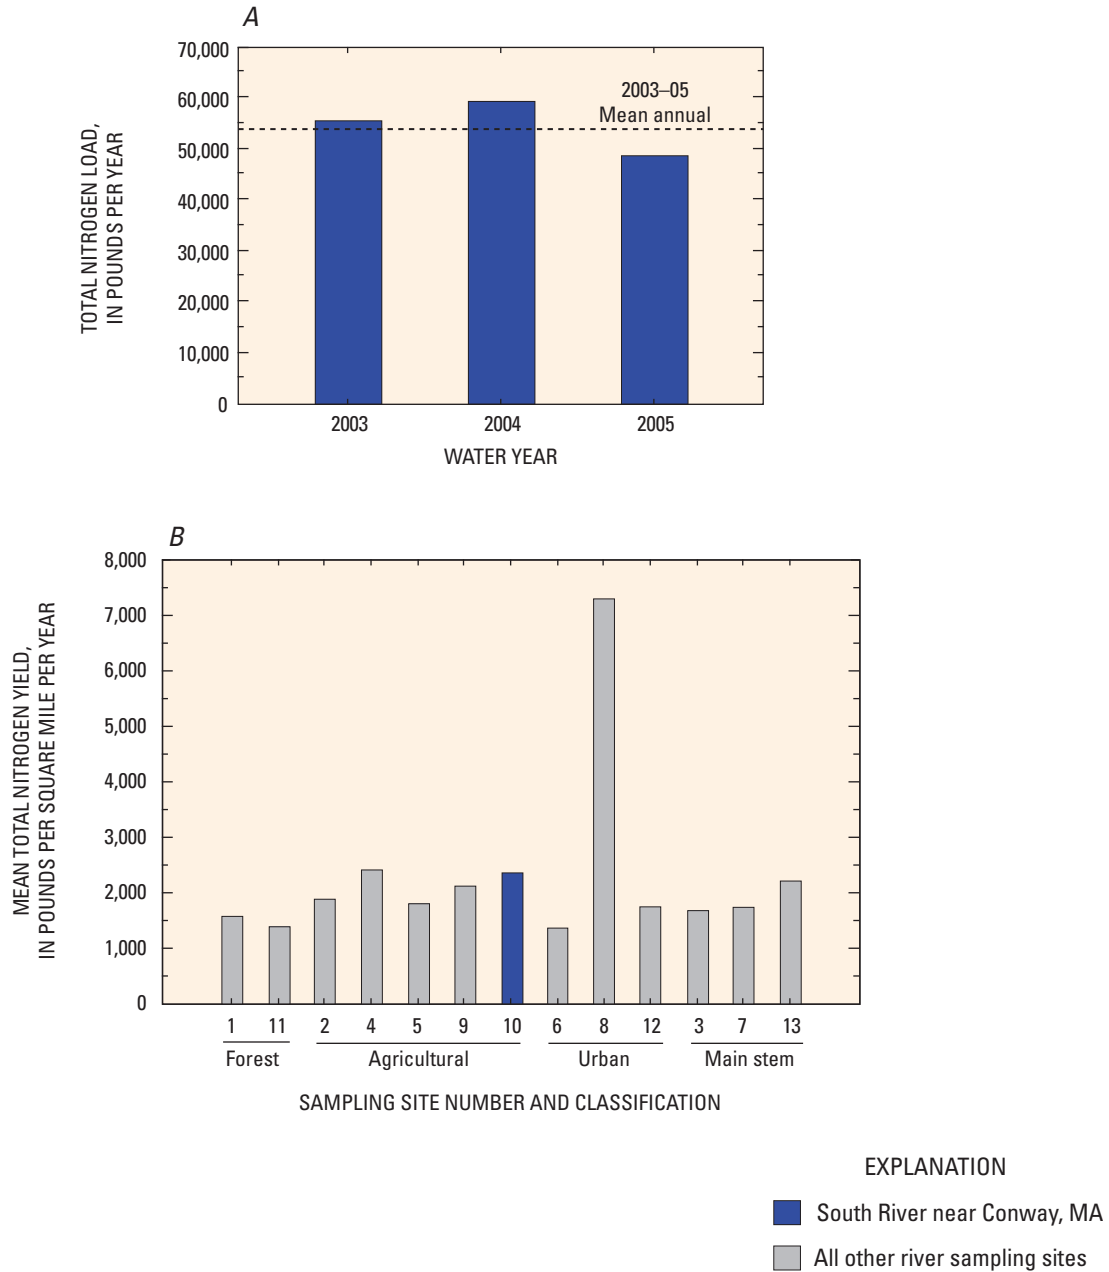 A
70,000
60,000
50,000
40,000
30,000
20,000
10,000
0
TOTAL NITROGEN LOAD,
IN POUNDS PER YEAR
2003–05
Mean annual
2003 2004 2005
WATER YEAR
B
8,000
7,000
6,000
5,000
4,000
3,000
2,000
1,000
0
MEAN TOTAL NITROGEN YIELD,
IN POUNDS PER SQUARE MILE PER YEAR
1 11 2 4 5 9 10 6 8 12 3 7 13
Forest Agricultural Urban Main stem
SAMPLING SITE NUMBER AND CLASSIFICATION
EXPLANATION
South River near Conway, MA
All other river sampling sites